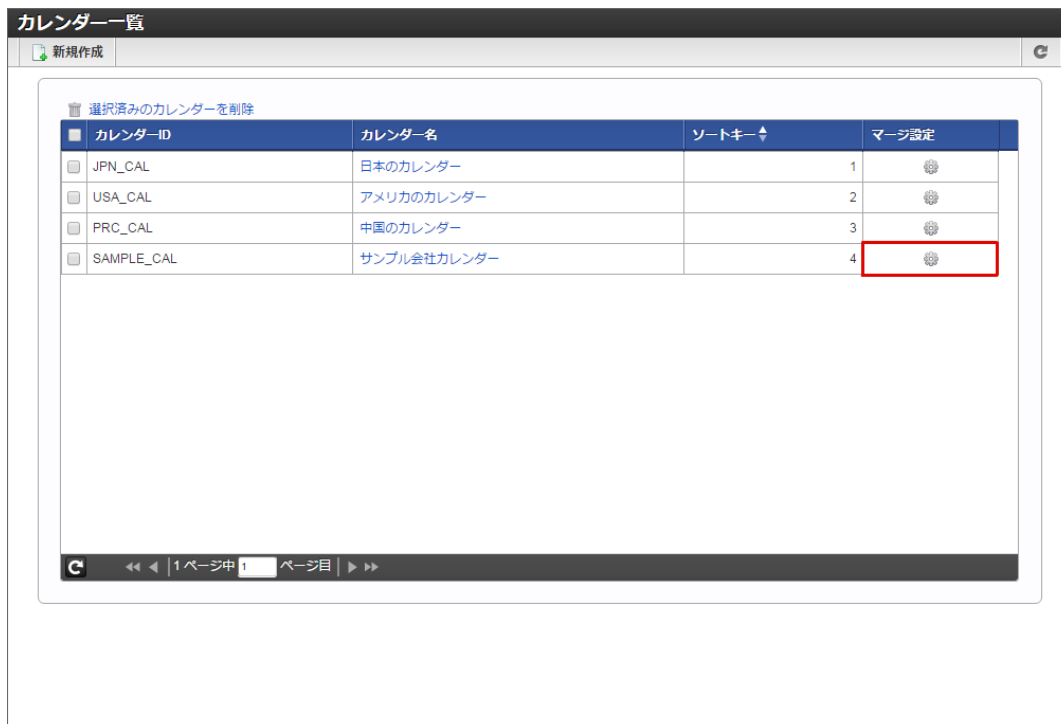 カレンダー一覧
新規作成
選択済みのカレンダーを削除
カレンダーID カレンダー名 ソートキー マージ設定
JPN_CAL 日本のカレンダー 1
USA_CAL アメリカのカレンダー 2
PRC_CAL 中国のカレンダー 3
SAMPLE_CAL サンプル会社カレンダー 4
1 ページ中 1 ページ目